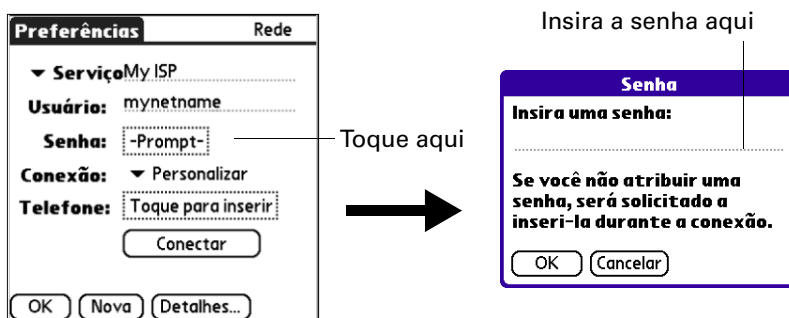 Preferências Rede
Serviço My ISP
Usuário: mynetname
Senha: -Prompt-
Conexão: Personalizar
Telefone: Toque para inserir
Conectar
OK Nova Detalhes...
Toque aqui
Insira a senha aqui
Senha
Insira uma senha:
Se você não atribuir uma
senha, será solicitado a
inseri-la durante a conexão.
OK Cancelar